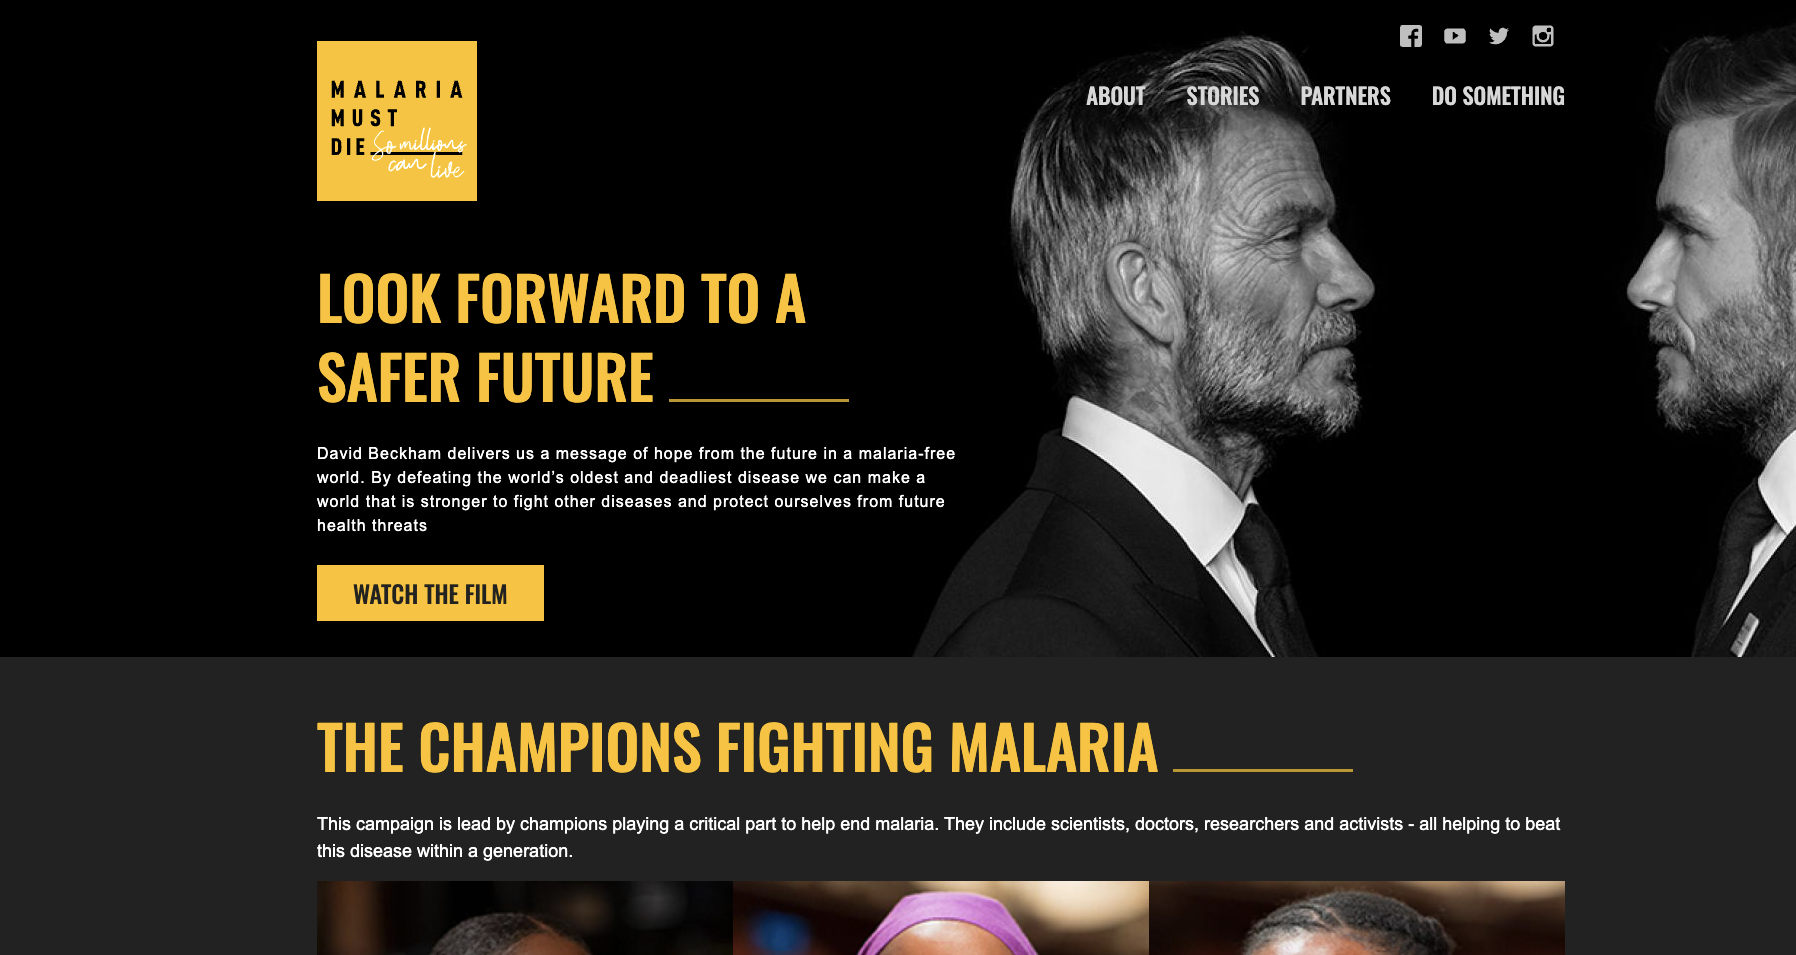 MALARIA
MUST
DIE So millions
can live
ABOUT STORIES PARTNERS DO SOMETHING
LOOK FORWARD TO A
SAFER FUTURE
David Beckham delivers us a message of hope from the future in a malaria-free
world. By defeating the world’s oldest and deadliest disease we can make a
world that is stronger to fight other diseases and protect ourselves from future
health threats
WATCH THE FILM
THE CHAMPIONS FIGHTING MALARIA
This campaign is lead by champions playing a critical part to help end malaria. They include scientists, doctors, researchers and activists - all helping to beat
this disease within a generation.